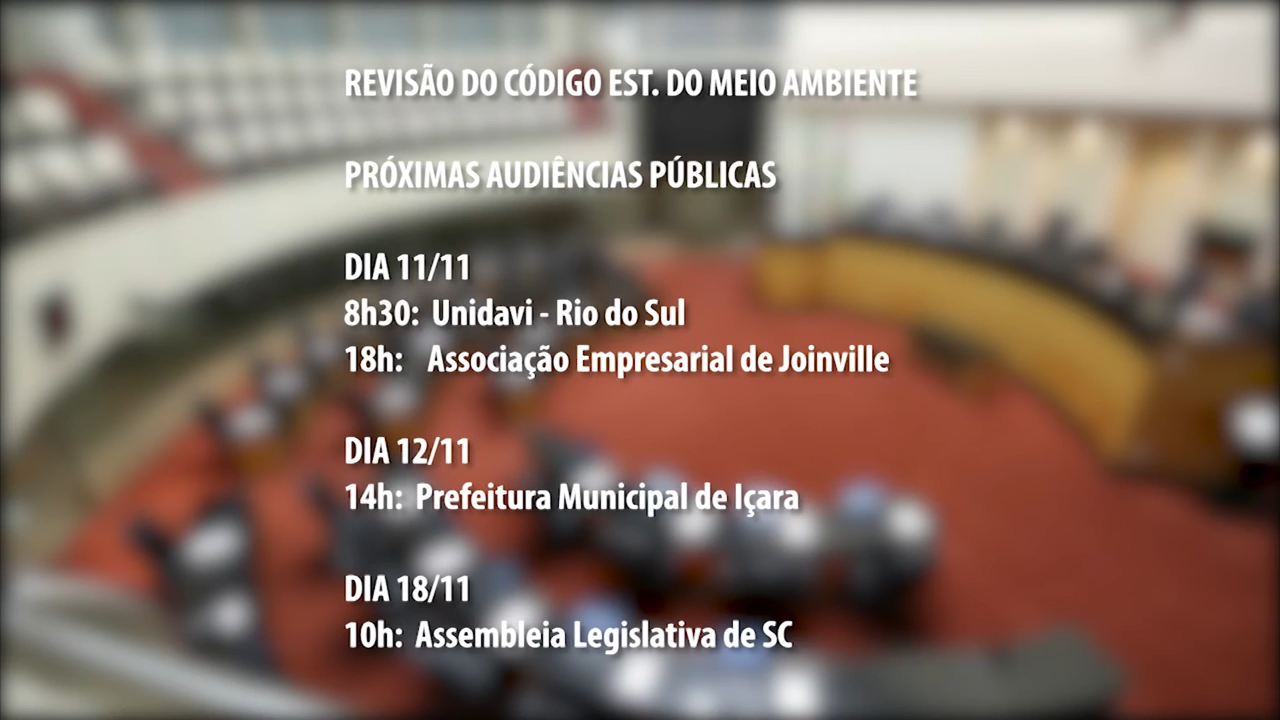 REVISÃO DO CÓDIGO EST. DO MEIO AMBIENTE
PRÓXIMAS AUDIÊNCIAS PÚBLICAS
DIA 11/11
8h30: Unidavi - Rio do Sul
18h: Associação Empresarial de Joinville
DIA 12/11
14h: Prefeitura Municipal de Içara
DIA 18/11
10h: Assembleia Legislativa de SC